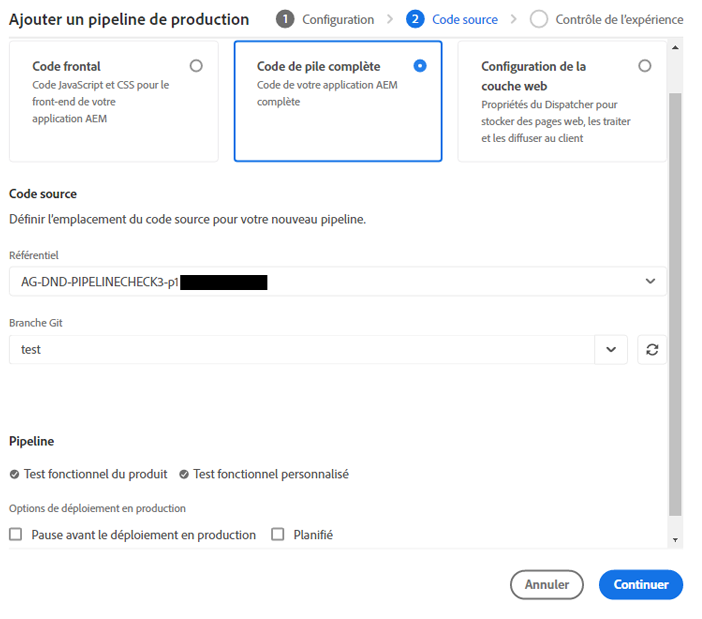 Ajouter un pipeline de production 1 Configuration 2 Code source Contrôle de l'expérience
Code frontal
Code JavaScript et CSS pour le
front-end de votre
application AEM
Code de pile complète
Code de votre application AEM
complète
Configuration de la
couche web
Propriétés du Dispatcher pour
stocker des pages web, les traiter
et les diffuser au client
Code source
Définir l'emplacement du code source pour votre nouveau pipeline.
Référentiel
AG-DND-PIPELINECHECK3-p1
Branche Git
test
Pipeline
Test fonctionnel du produit Test fonctionnel personnalisé
Options de déploiement en production
Pause avant le déploiement en production Planifié
Annuler Continuer